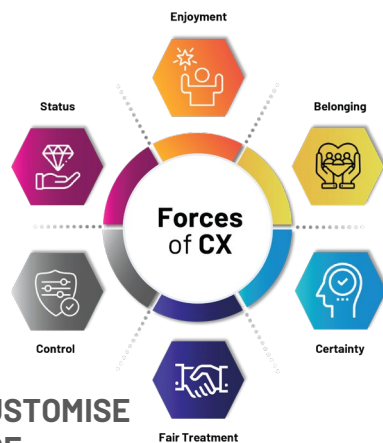 Enjoyment
Status
Belonging
Forces
of CX
Control
Certainty
Fair Treatment